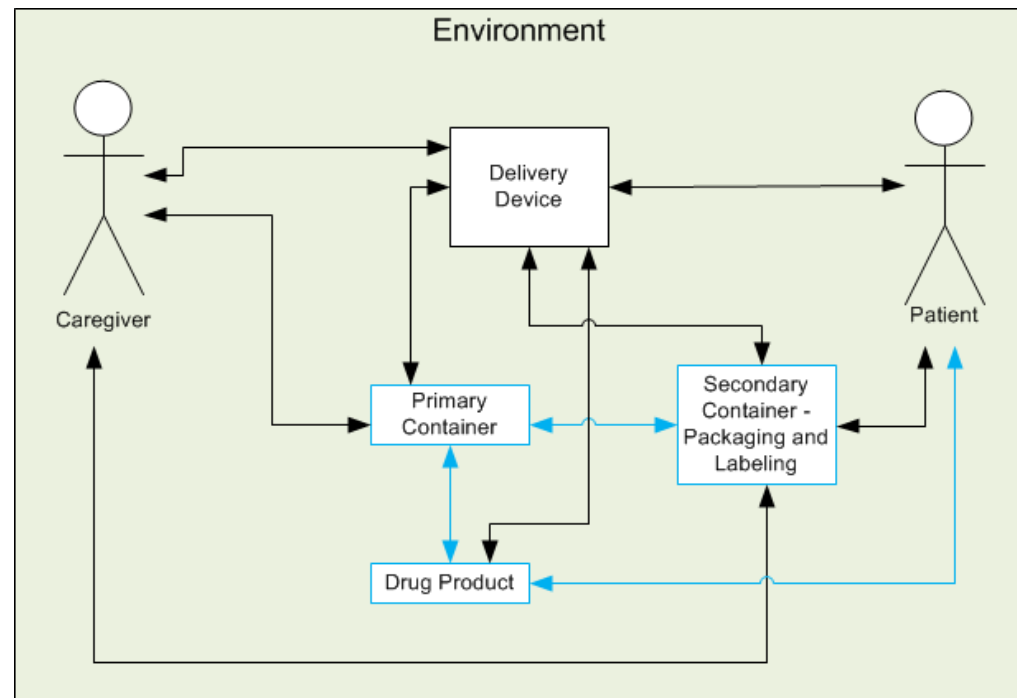 Environment
Delivery
Device
Caregiver
Patient
Primary
Container
Secondary
Container -
Packaging and
Labeling
Drug Product